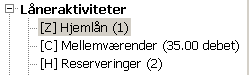 Låneraktiviteter
[Z] Hjemlån (1)
[C] Mellemværender (35.00 debet)
[H] Reserveringer (2)